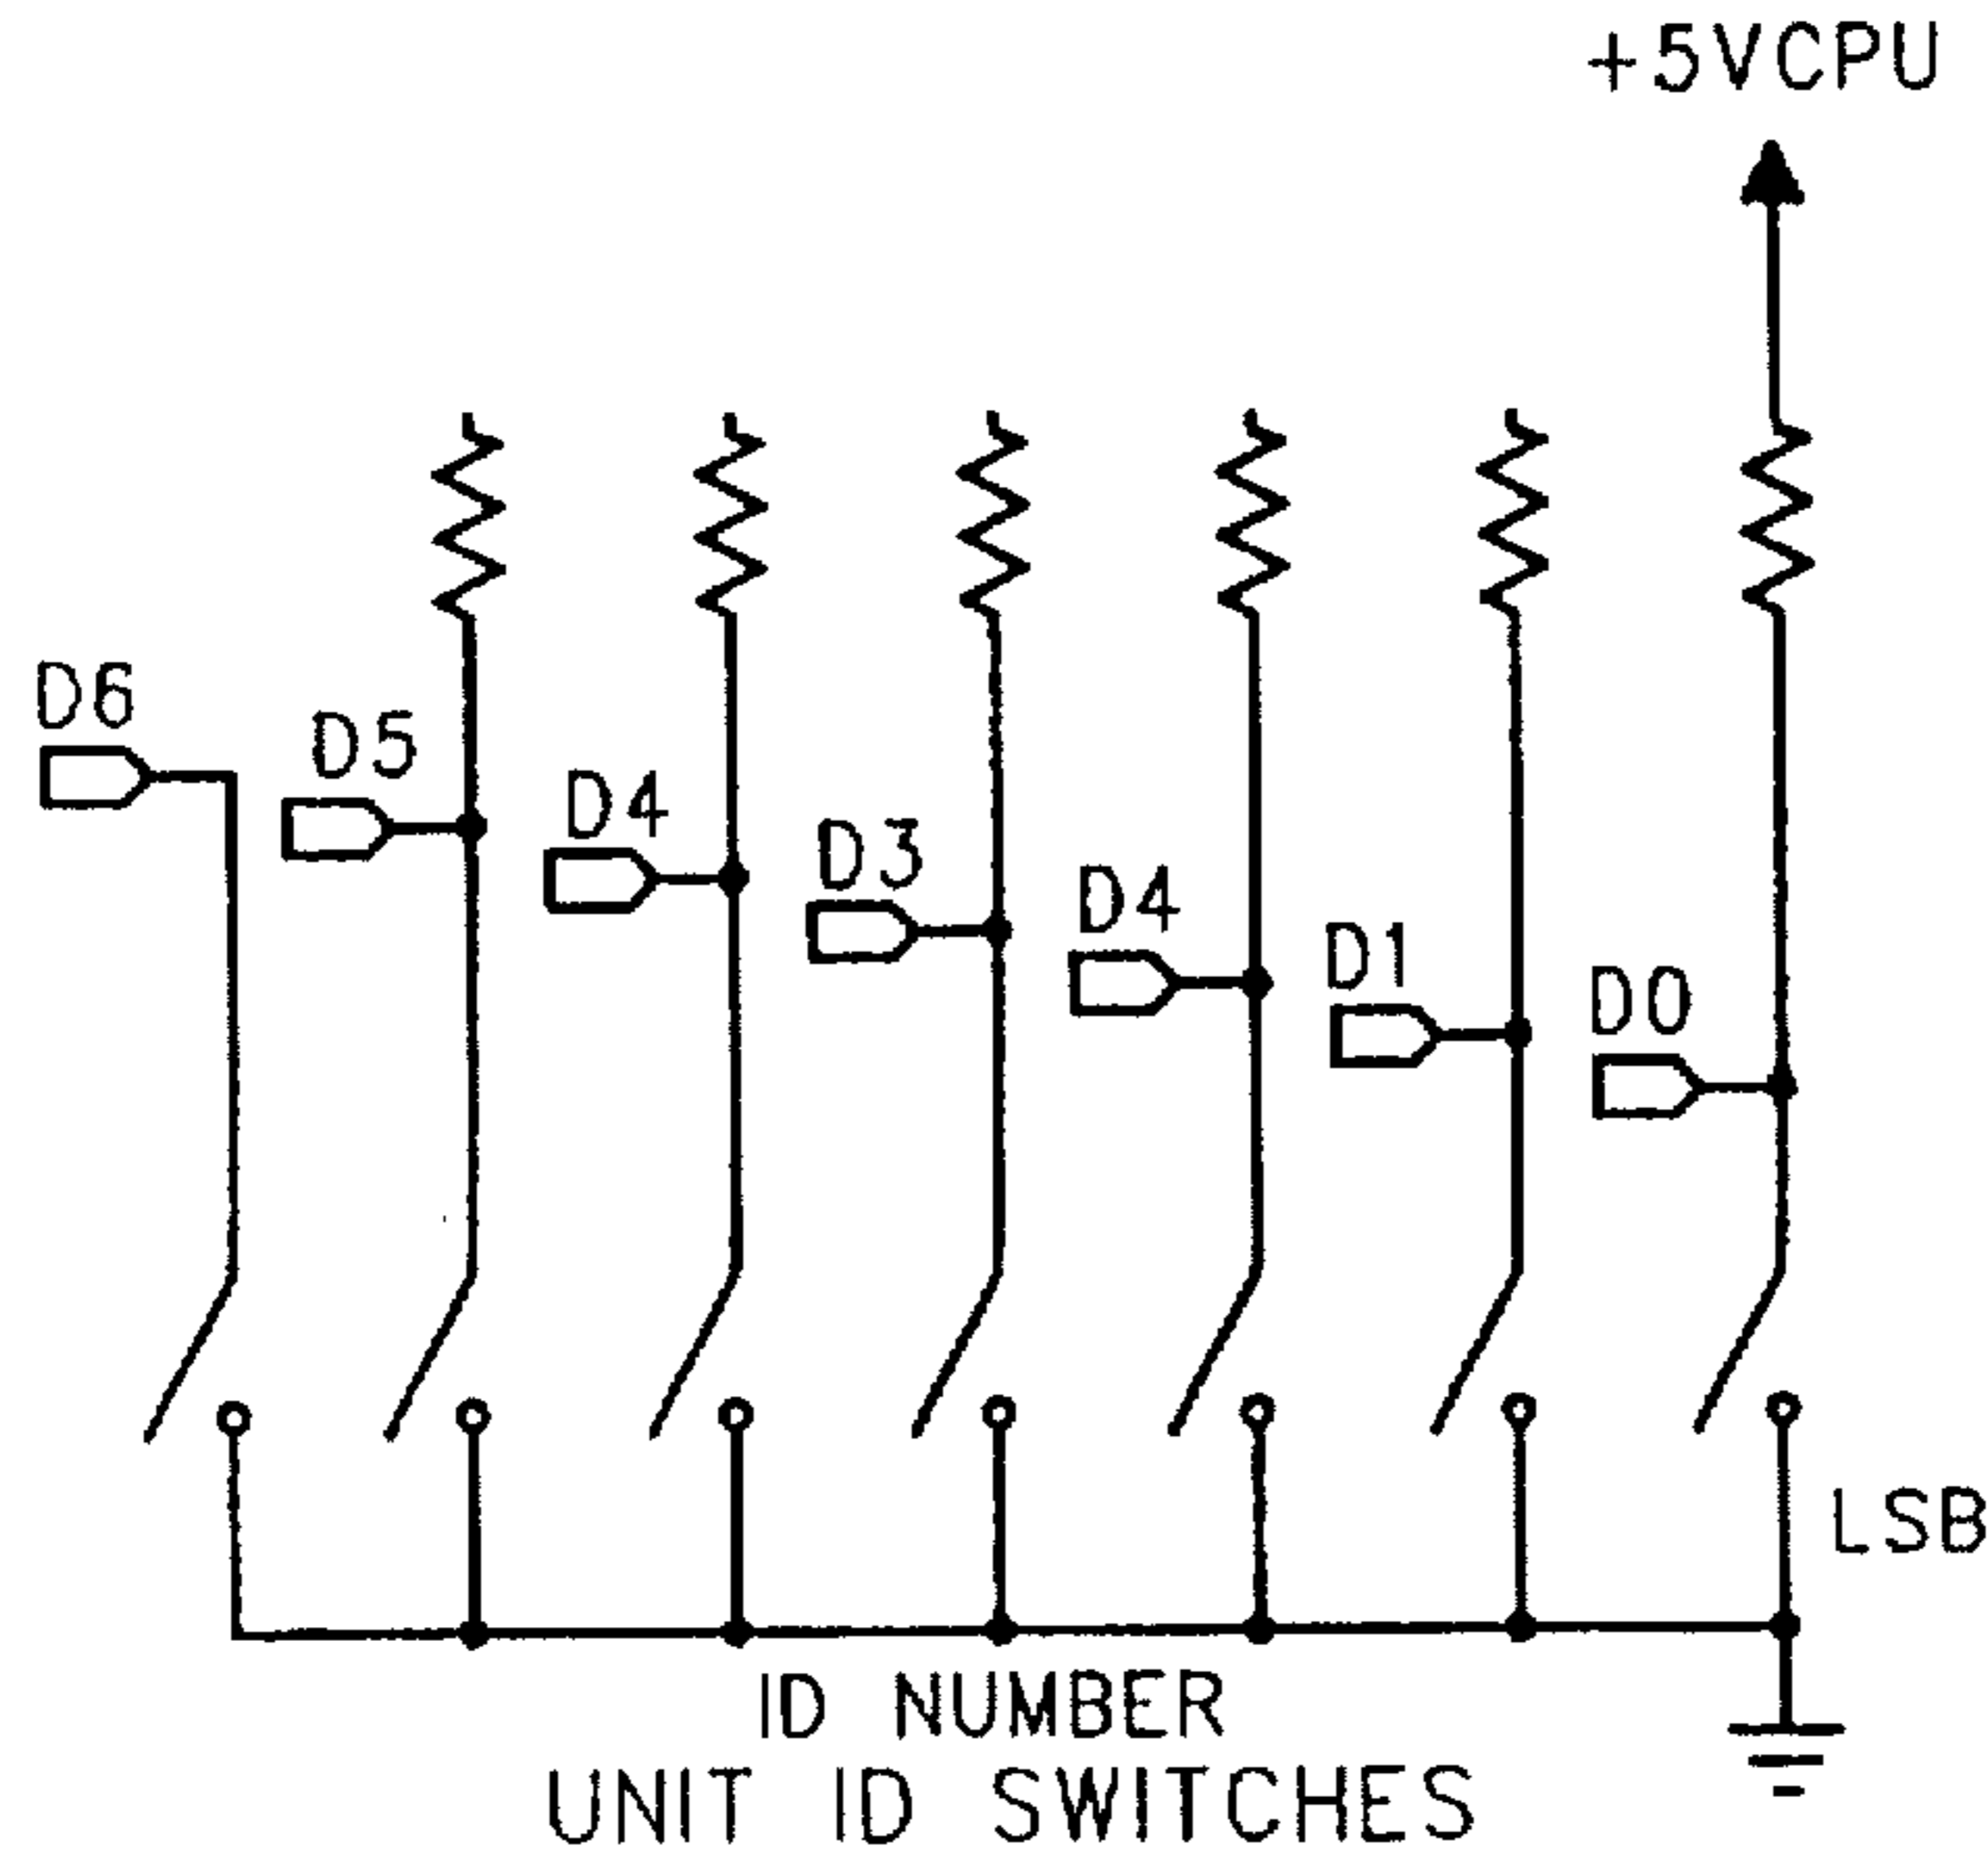 +5VCPU
D6
D5
D4
D3
D4
D1
D0
LSB
ID NUMBER
UNIT ID SWITCHES